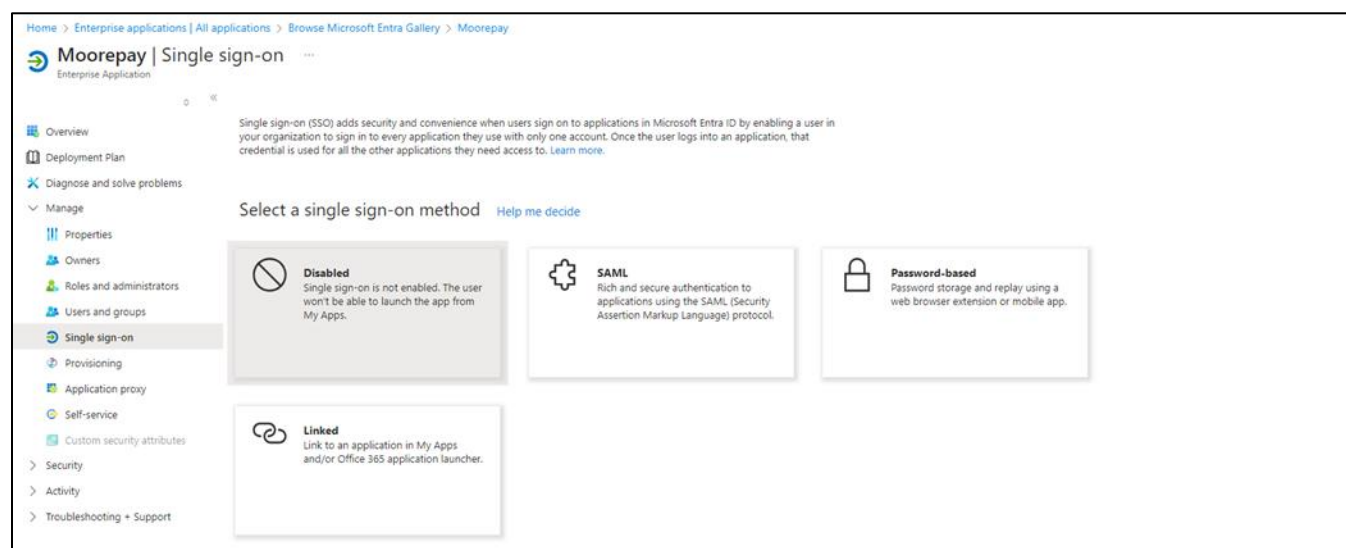 Home > Enterprise applications | All applications > Browse Microsoft Entra Gallery > Moorepay
Moorepay | Single sign-on ...
Enterprise Application
Overview
Deployment Plan
Diagnose and solve problems
Manage
Properties
Owners
Roles and administrators
Users and groups
Single sign-on
Provisioning
Application proxy
Self-service
Custom security attributes
Security
Activity
Troubleshooting + Support
Single sign-on (SSO) adds security and convenience when users sign on to applications in Microsoft Entra ID by enabling a user in
your organization to sign in to every application they use with only one account. Once the user logs into an application, that
credential is used for all the other applications they need access to. Learn more.
Select a single sign-on method Help me decide
Disabled
Single sign-on is not enabled. The user
won't be able to launch the app from
My Apps.
SAML
Rich and secure authentication to
applications using the SAML (Security
Assertion Markup Language) protocol.
Password-based
Password storage and replay using a
web browser extension or mobile app.
Linked
Link to an application in My Apps
and/or Office 365 application launcher.